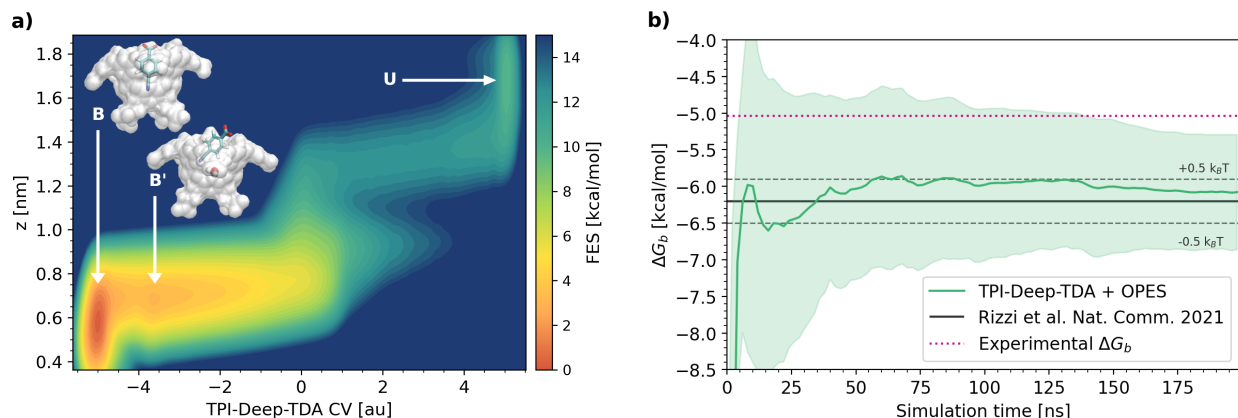 a)
1.8
1.6
1.4
1.2
1.0
0.8
0.6
0.4
z [nm]
B
B'
U
−4
−2
0
2
4
TPI-Deep-TDA CV [au]
14
12
10
8
6
4
2
0
FES [kcal/mol]
b)
−4.0
−4.5
−5.0
−5.5
−6.0
−6.5
−7.0
−7.5
−8.0
−8.5
ΔG_b [kcal/mol]
+0.5 k_BT
-0.5 k_BT
TPI-Deep-TDA + OPES
Rizzi et al. Nat. Comm. 2021
Experimental ΔG_b
0
25
50
75
100
125
150
175
Simulation time [ns]